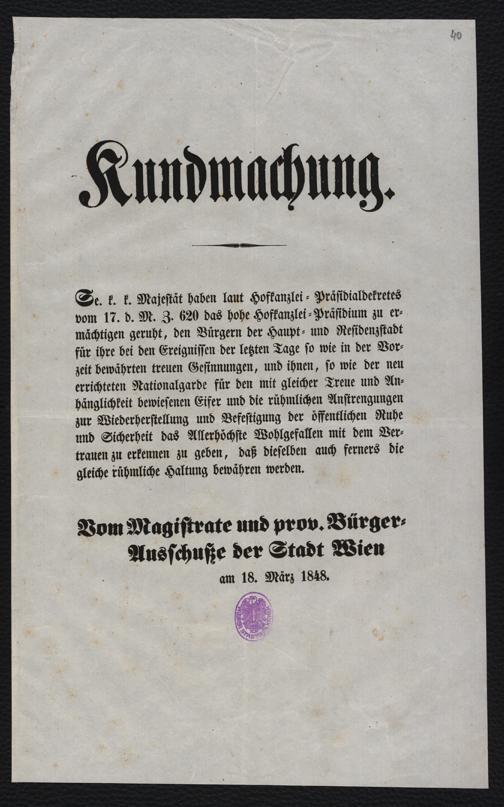 40
Kundmachung.
Se. k. k. Majestät haben laut Hofkanzlei-Präsidialdekretes
vom 17. d. M. Z. 620 das hohe Hofkanzlei-Präsidium zu er-
mächtigen geruht, den Bürgern der Haupt- und Residenzstadt
für ihre bei den Ereignissen der letzten Tage so wie in der Vor-
zeit bewährten treuen Gesinnungen, und ihnen, so wie der neu
errichteten Nationalgarde für den mit gleicher Treue und An-
hänglichkeit bewiesenen Eifer und die rühmlichen Anstrengungen
zur Wiederherstellung und Befestigung der öffentlichen Ruhe
und Sicherheit das Allerhöchste Wohlgefallen mit dem Ver-
trauen zu erkennen zu geben, daß dieselben auch ferners die
gleiche rühmliche Haltung bewähren werden.
Vom Magistrate und prov. Bürger-
Ausschuße der Stadt Wien
am 18. März 1848.